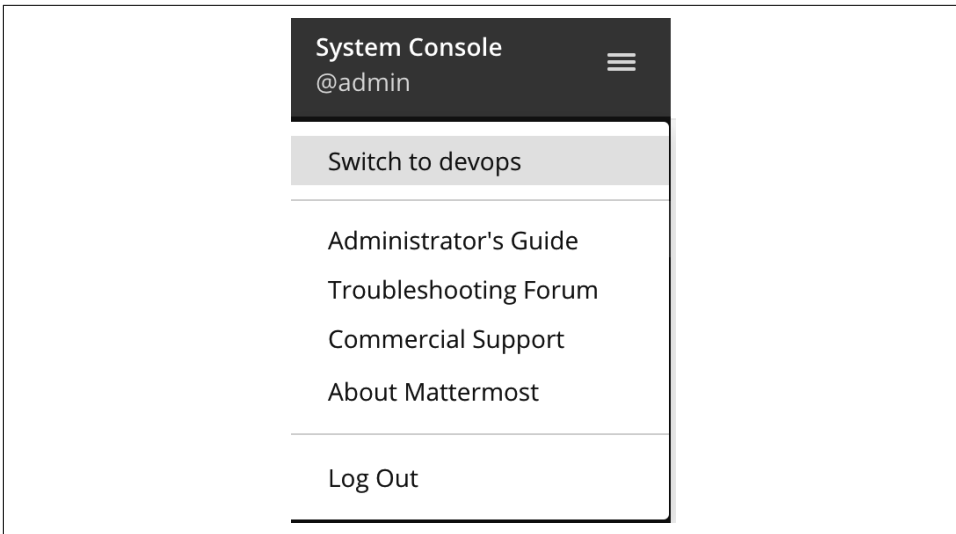 System Console
@admin
Switch to devops
Administrator's Guide
Troubleshooting Forum
Commercial Support
About Mattermost
Log Out